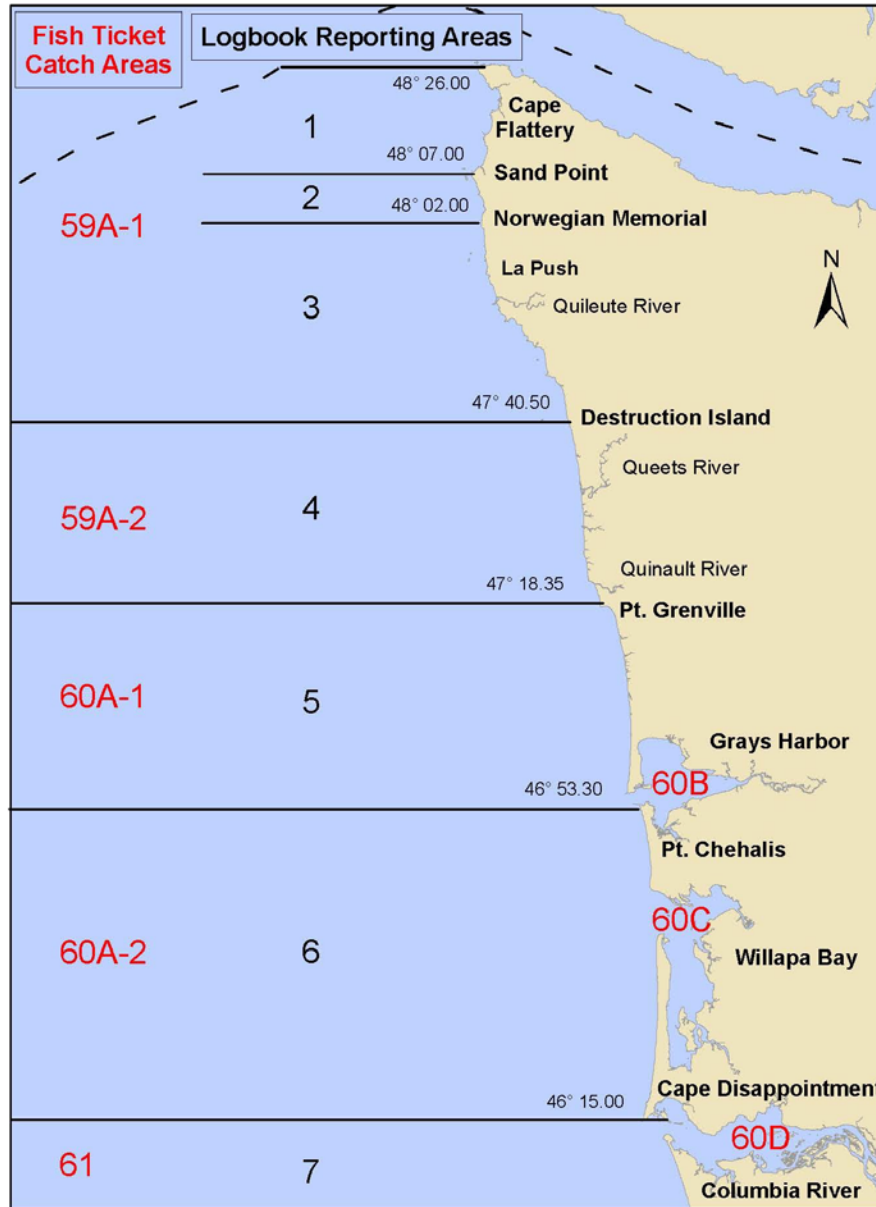 Fish Ticket
Catch Areas
Logbook Reporting Areas
48° 26.00
Cape
Flattery
1
48° 07.00
Sand Point
2
48° 02.00
59A-1
Norwegian Memorial
La Push
N
3
Quileute River
47° 40.50
Destruction Island
Queets River
59A-2
4
Quinault River
47° 18.35
Pt. Grenville
60A-1
5
Grays Harbor
60B
46° 53.30
Pt. Chehalis
60C
60A-2
6
Willapa Bay
Cape Disappointment
46° 15.00
60D
61
7
Columbia River